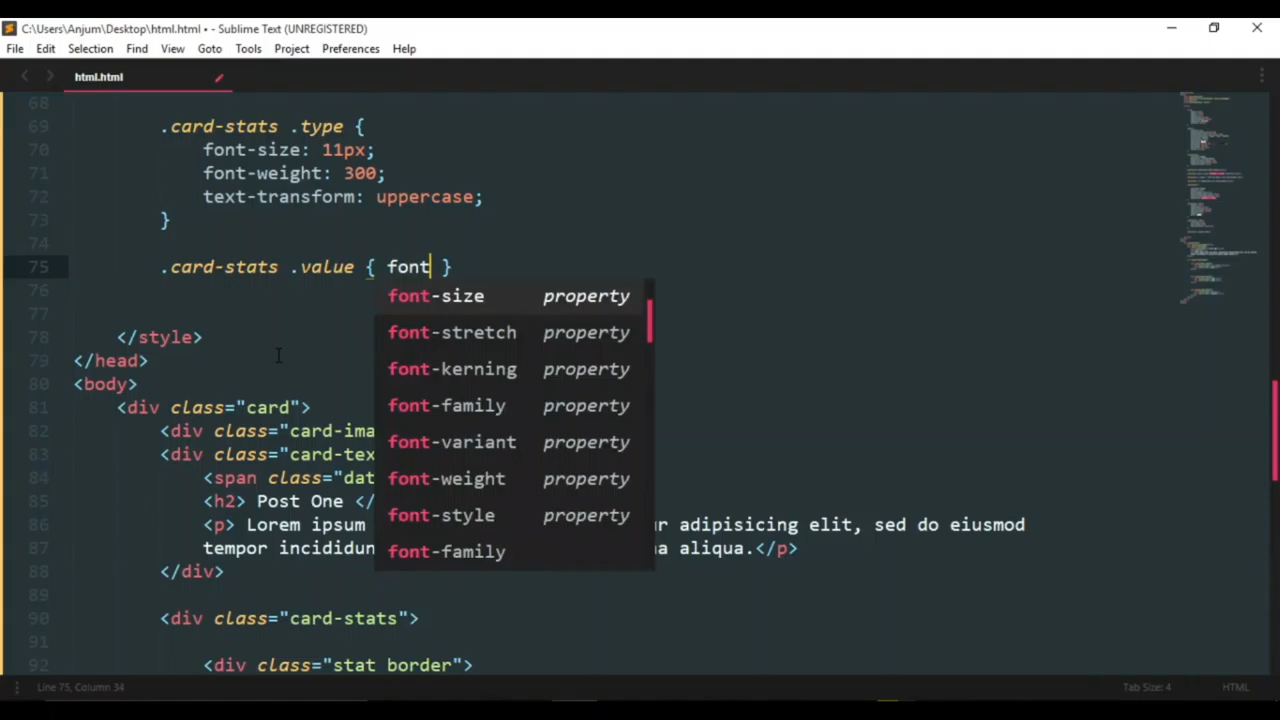 C:\Users\Anjum\Desktop\html.html • - Sublime Text (UNREGISTERED)
File Edit Selection Find View Goto Tools Project Preferences Help
html.html
68
69 .card-stats .type {
70 font-size: 11px;
71 font-weight: 300;
72 text-transform: uppercase;
73 }
74
75 .card-stats .value { font }
76
font-size property
77
font-stretch property
78 </style>
79 </head>
font-kerning property
80 <body>
81 <div class="card">
font-family property
82 <div class="card-ima
font-variant property
83 <div class="card-tex
84 <span class="dat
font-weight property
85 <h2> Post One </
font-style property
86 <p> Lorem ipsum ur adipisicing elit, sed do eiusmod
87 tempor incididun na aliqua.</p>
font-family
88 </div>
89
90 <div class="card-stats">
91
92 <div class="stat border">
Line 75, Column 34 Tab Size: 4 HTML